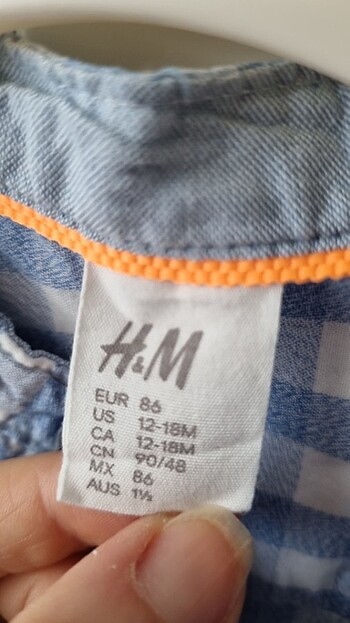 H&M
EUR 86
US 12-18M
CA 12-18M
CN 90/48
MX 86
AUS 1½